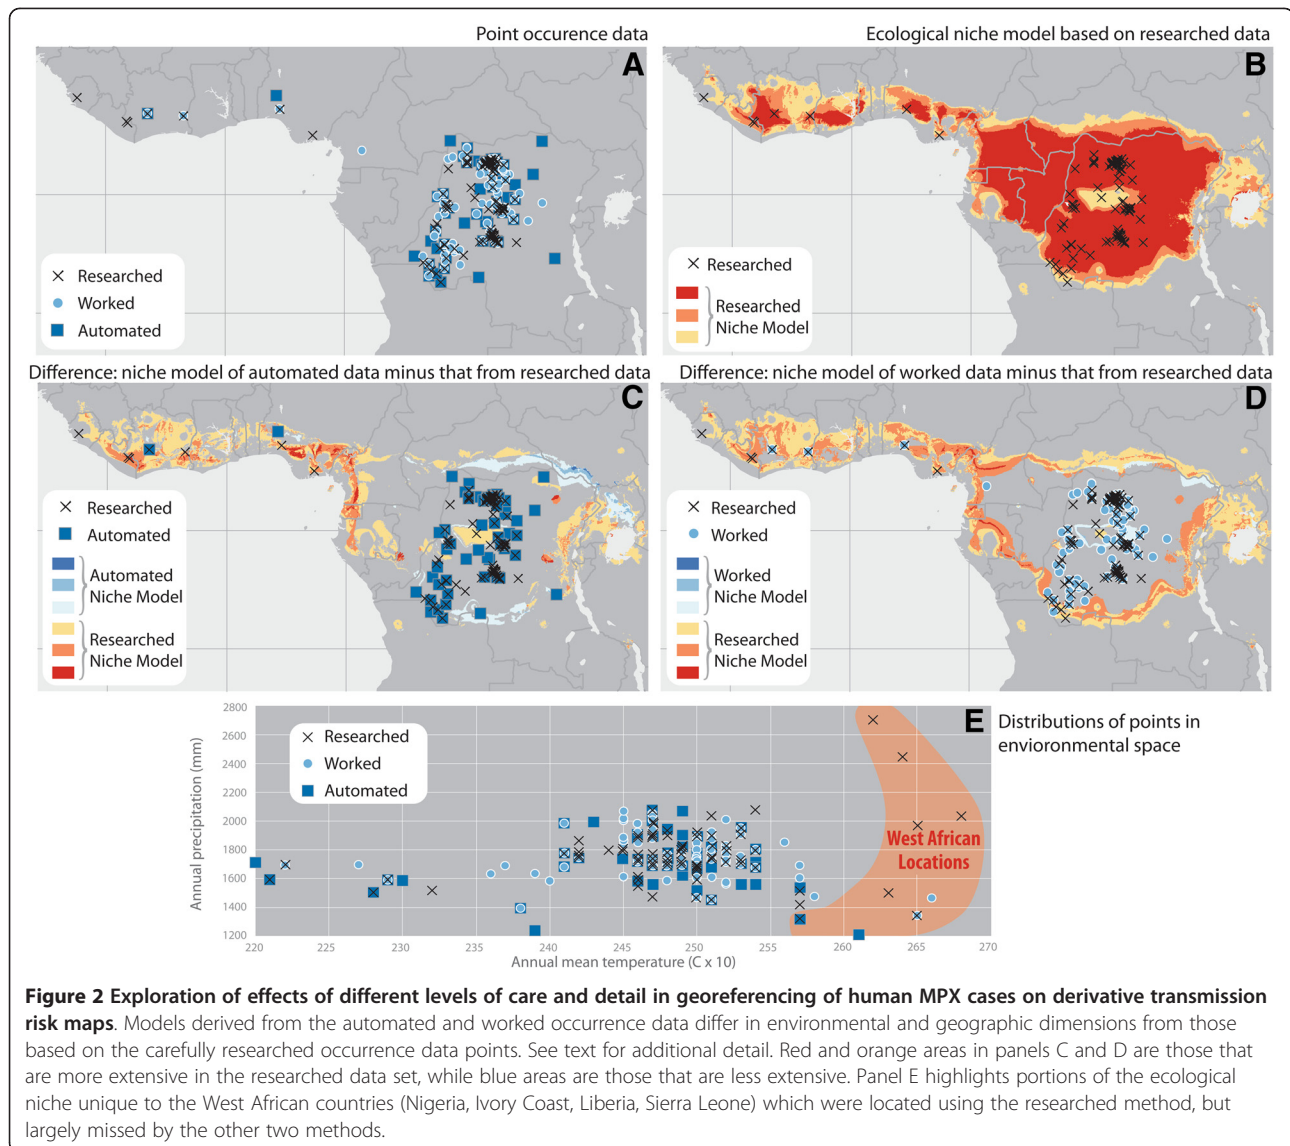 Point occurence data
A
Researched
Worked
Automated
Ecological niche model based on researched data
B
Researched
Researched
Niche Model
Difference: niche model of automated data minus that from researched data
C
Researched
Automated
Automated
Niche Model
Researched
Niche Model
Difference: niche model of worked data minus that from researched data
D
Researched
Worked
Worked
Niche Model
Researched
Niche Model
E
Distributions of points in
envioronmental space
Researched
Worked
Automated
West African
Locations
Annual precipitation (mm)
2800
2600
2400
2200
2000
1800
1600
1400
1200
220
225
230
235
240
245
250
255
260
265
270
Annual mean temperature (C x 10)
Figure 2 Exploration of effects of different levels of care and detail in georeferencing of human MPX cases on derivative transmission
risk maps. Models derived from the automated and worked occurrence data differ in environmental and geographic dimensions from those
based on the carefully researched occurrence data points. See text for additional detail. Red and orange areas in panels C and D are those that
are more extensive in the researched data set, while blue areas are those that are less extensive. Panel E highlights portions of the ecological
niche unique to the West African countries (Nigeria, Ivory Coast, Liberia, Sierra Leone) which were located using the researched method, but
largely missed by the other two methods.